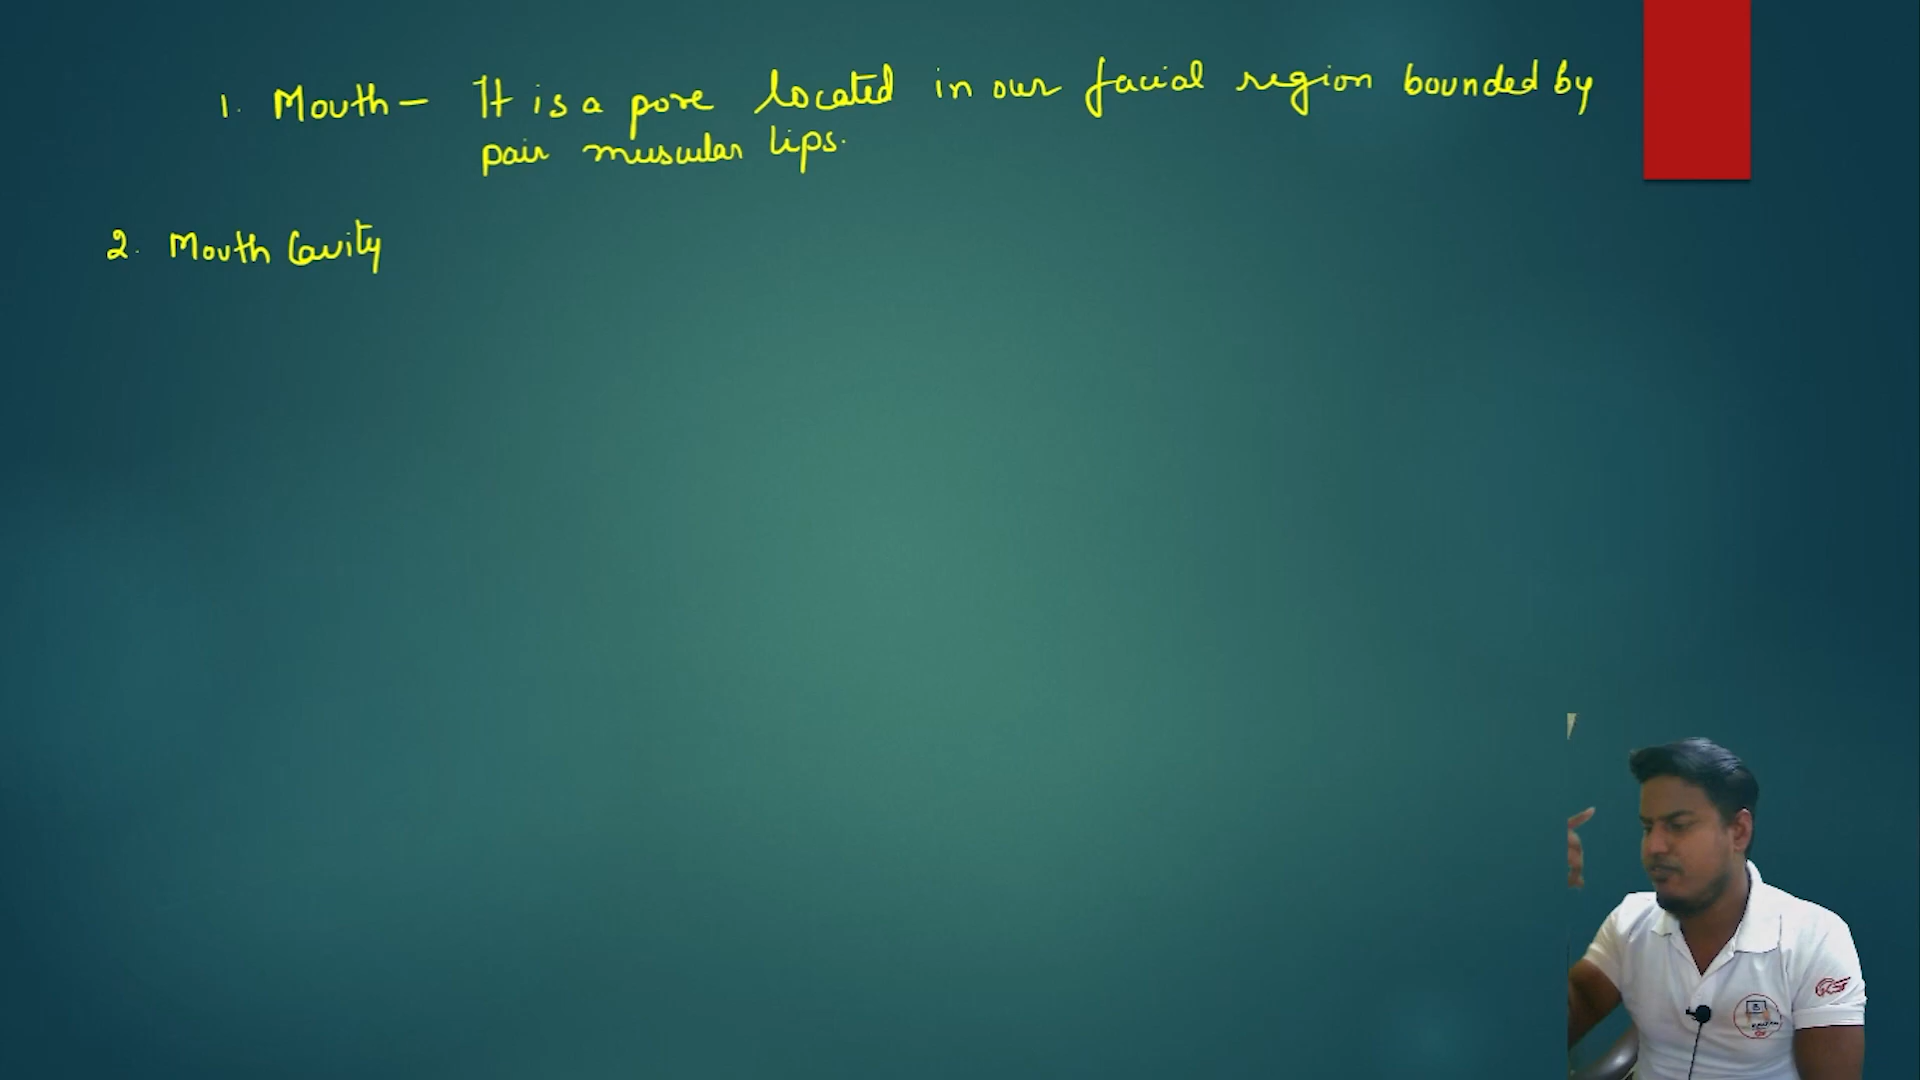 1. Mouth - It is a pore located in our facial region bounded by
pair muscular lips.
2. Mouth Cavity